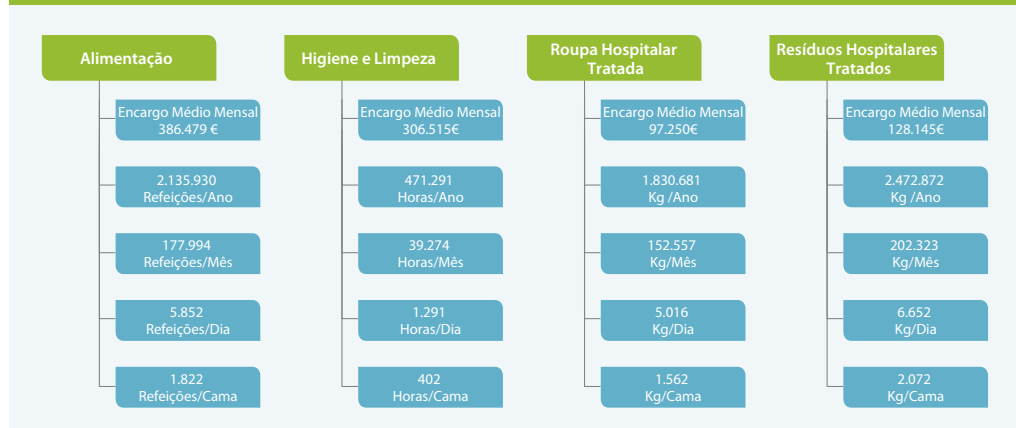 Alimentação
Encargo Médio Mensal
386.479 €
2.135.930
Refeições/Ano
177.994
Refeições/Mês
5.852
Refeições/Dia
1.822
Refeições/Cama
Higiene e Limpeza
Encargo Médio Mensal
306.515€
471.291
Horas/Ano
39.274
Horas/Mês
1.291
Horas/Dia
402
Horas/Cama
Roupa Hospitalar
Tratada
Encargo Médio Mensal
97.250€
1.830.681
Kg /Ano
152.557
Kg/Mês
5.016
Kg/Dia
1.562
Kg/Cama
Resíduos Hospitalares
Tratados
Encargo Médio Mensal
128.145€
2.472.872
Kg /Ano
202.323
Kg/Mês
6.652
Kg/Dia
2.072
Kg/Cama